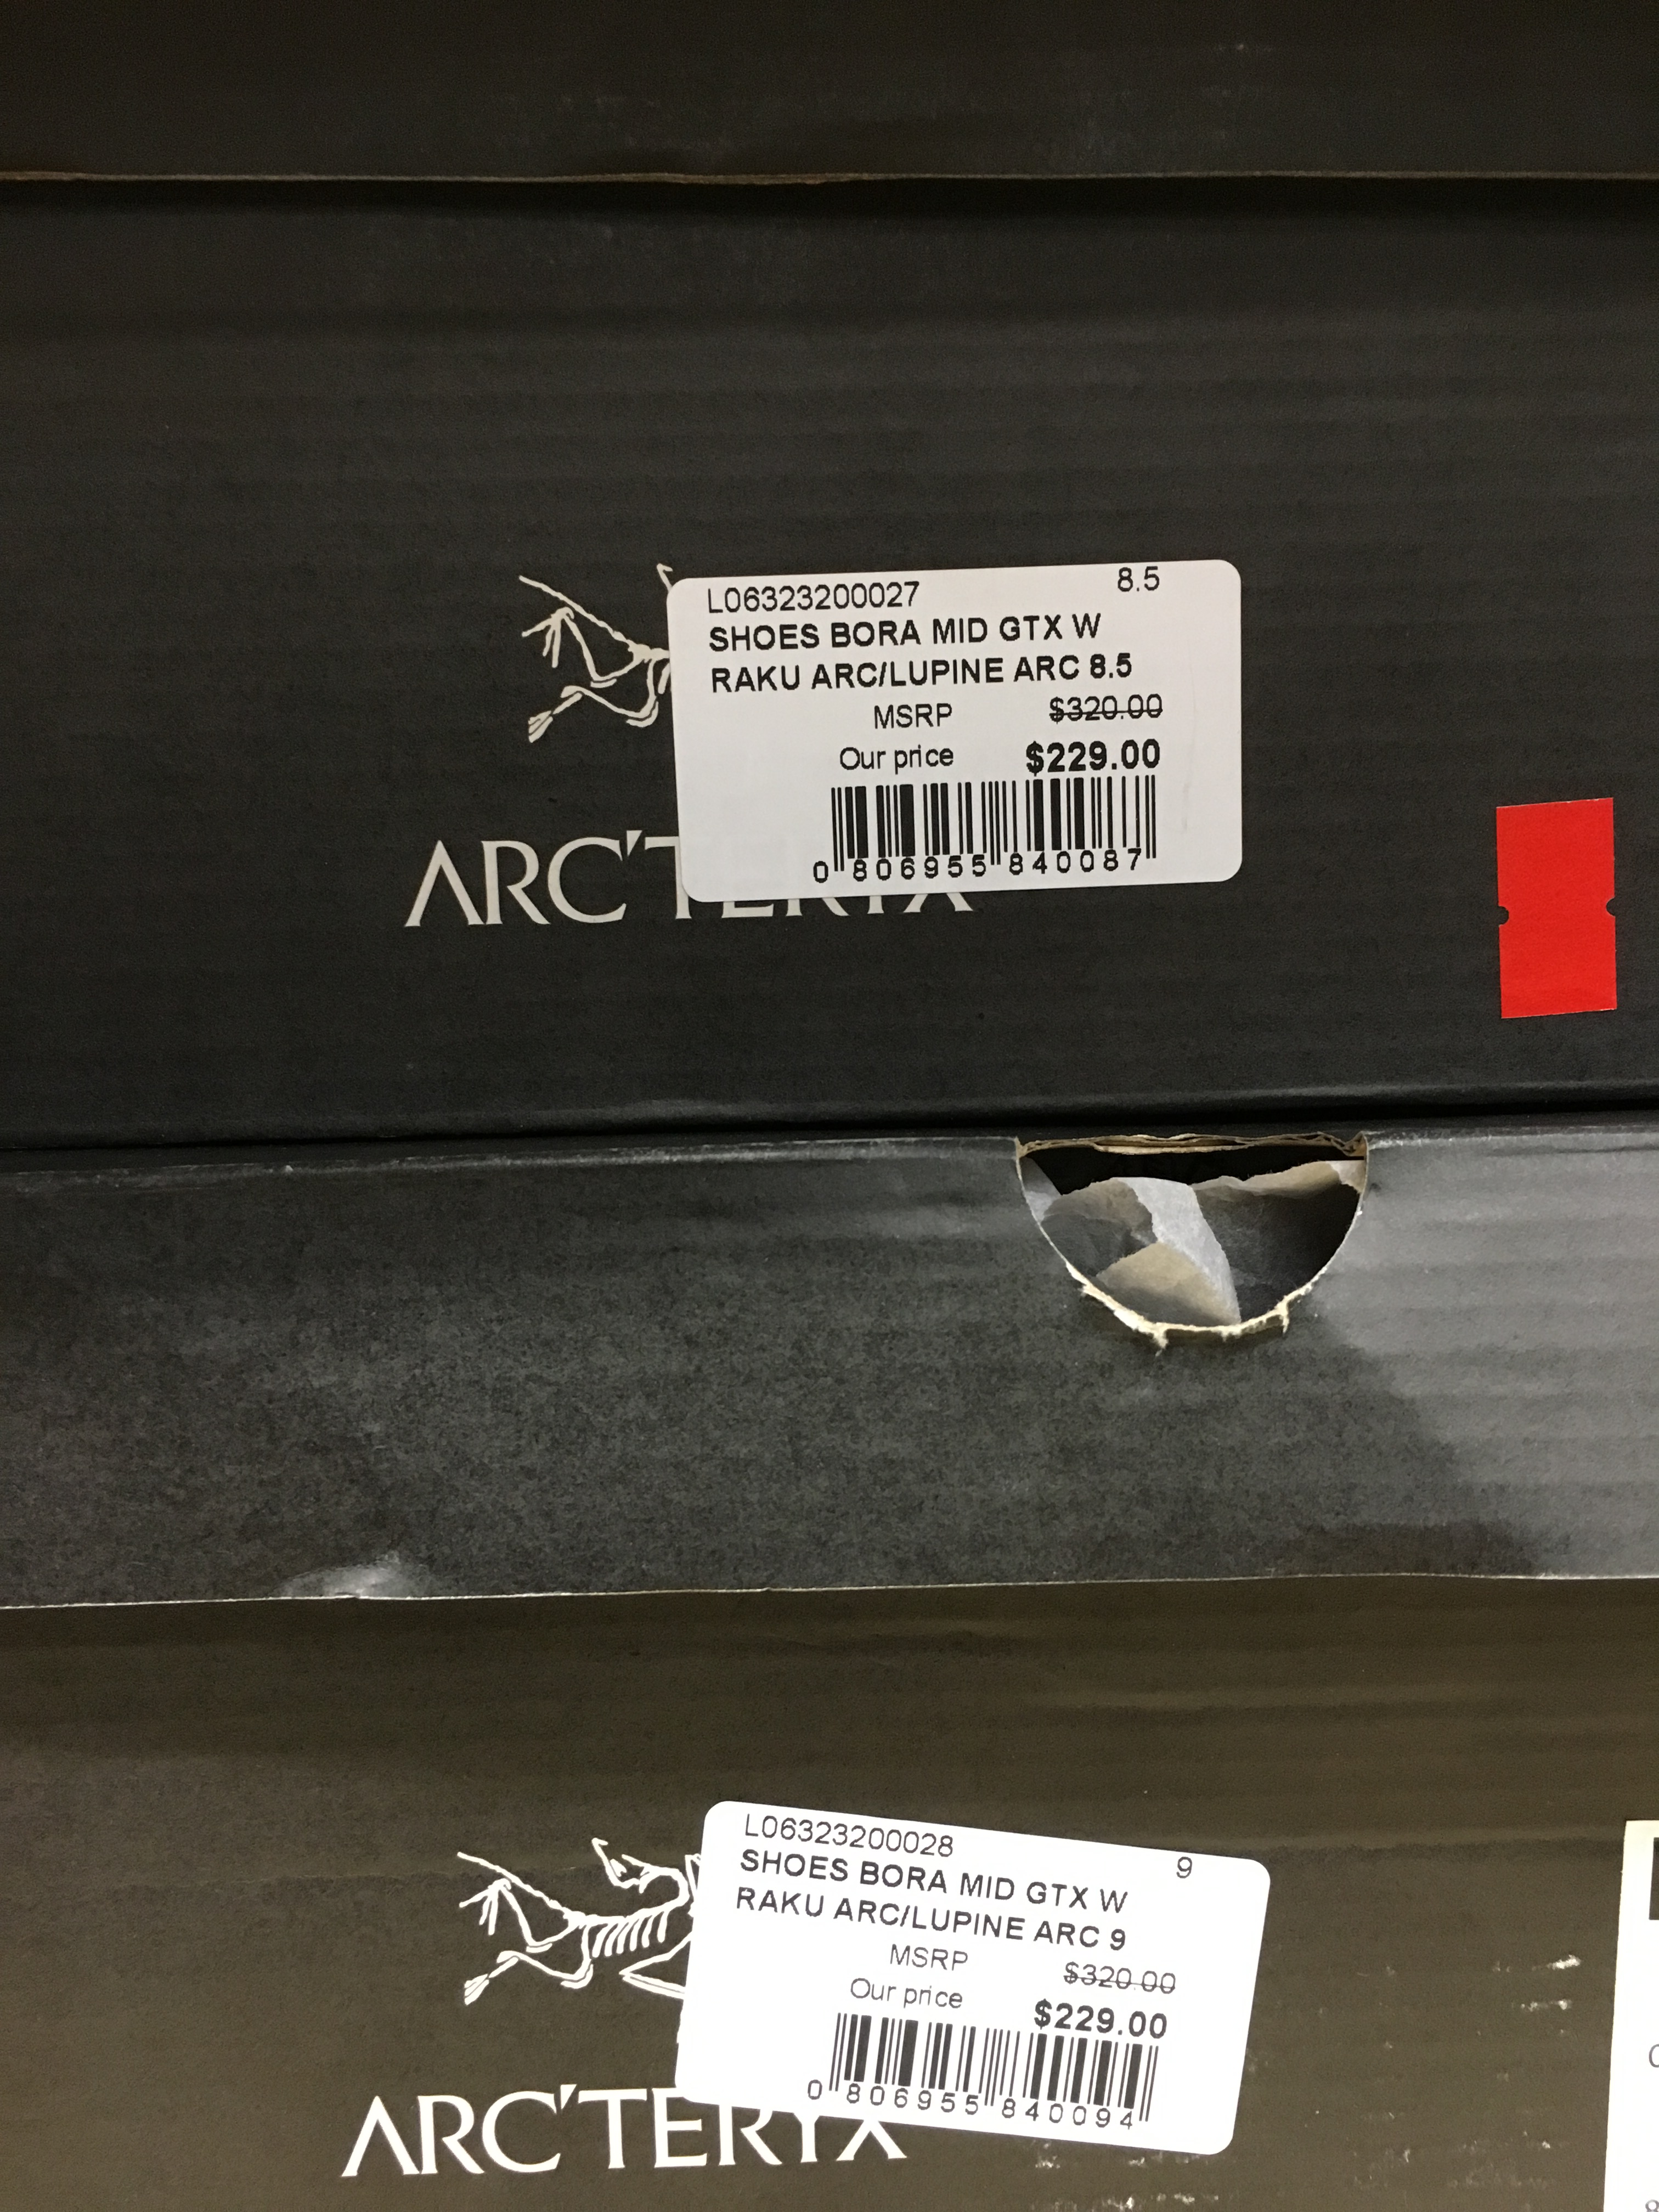 L06323200027 8.5
SHOES BORA MID GTX W
RAKU ARC/LUPINE ARC 8.5
MSRP $320.00
Our price $229.00
0 806955 840087
ARC'TERYX
L06323200028 9
SHOES BORA MID GTX W
RAKU ARC/LUPINE ARC 9
MSRP $320.00
Our price $229.00
0 806955 840094
ARC'TERYX